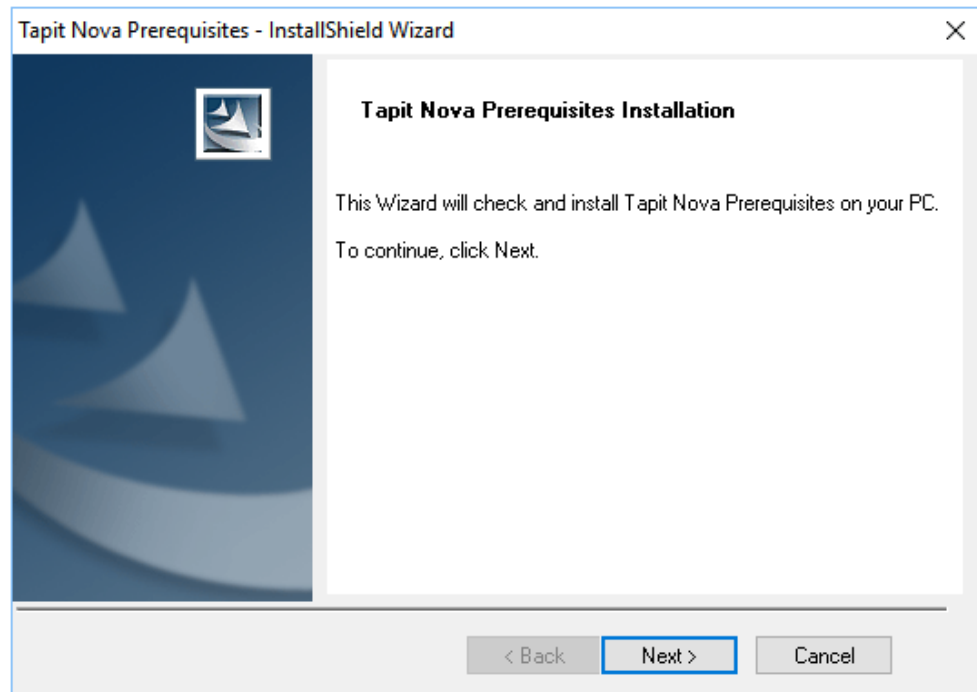 Tapit Nova Prerequisites - InstallShield Wizard
Tapit Nova Prerequisites Installation
This Wizard will check and install Tapit Nova Prerequisites on your PC.
To continue, click Next.
< Back
Next >
Cancel